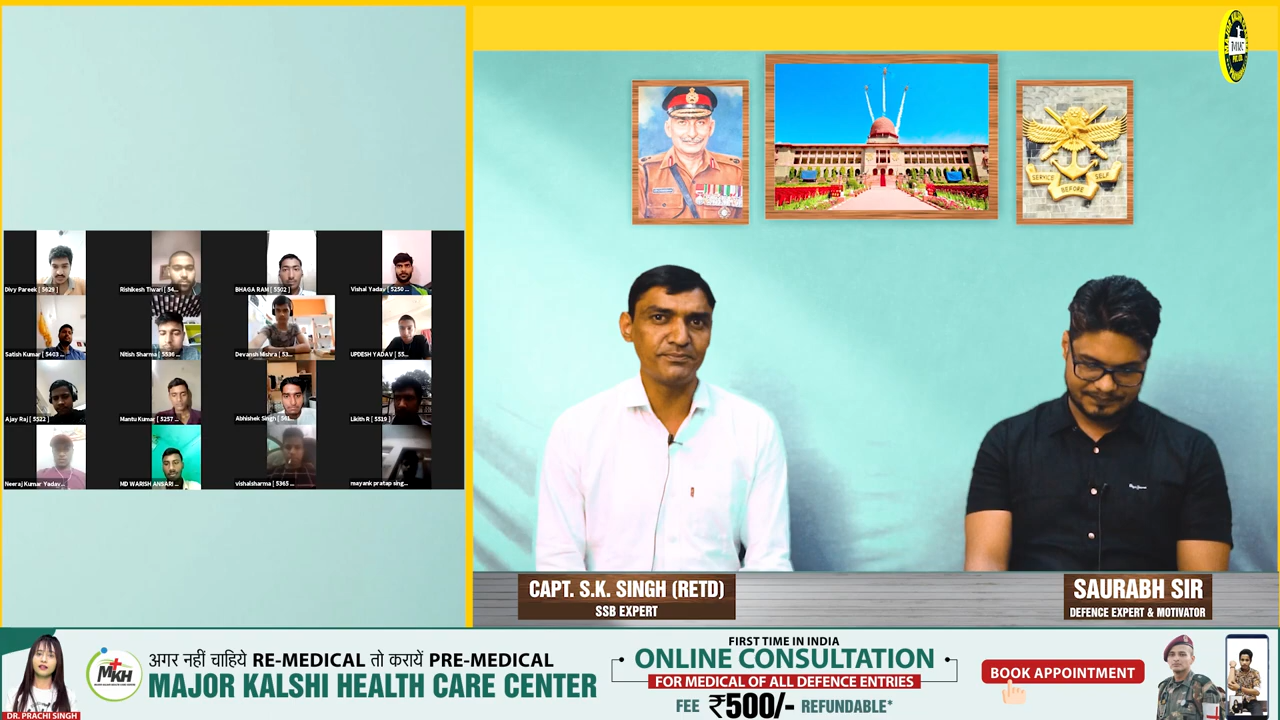 Divy Pareek [ 5629 ]
Rishikesh Tiwari [ 54...
BHAGA RAM [ 5502 ]
Vishal Yadav [ 5250 ...
Satish Kumar [ 5403 ...
Nitish Sharma [ 5536 ...
Devansh Mishra [ 53...
UPDESH YADAV [ 55...
Ajay Raj [ 5522 ]
Mantu Kumar [ 5257 ...
Abhishek Singh [ 561...
Likith R [ 5519 ]
Neeraj Kumar Yadav...
MD WARISH ANSARI ...
vishalsharma [ 5365 ...
mayank pratap sing...
SERVICE
BEFORE
SELF
CAPT. S.K. SINGH (RETD)
SSB EXPERT
SAURABH SIR
DEFENCE EXPERT & MOTIVATOR
DR. PRACHI SINGH
MKH
अगर नहीं चाहिये RE-MEDICAL तो करायें PRE-MEDICAL
MAJOR KALSHI HEALTH CARE CENTER
FIRST TIME IN INDIA
ONLINE CONSULTATION
FOR MEDICAL OF ALL DEFENCE ENTRIES
FEE ₹500/- REFUNDABLE*
BOOK APPOINTMENT